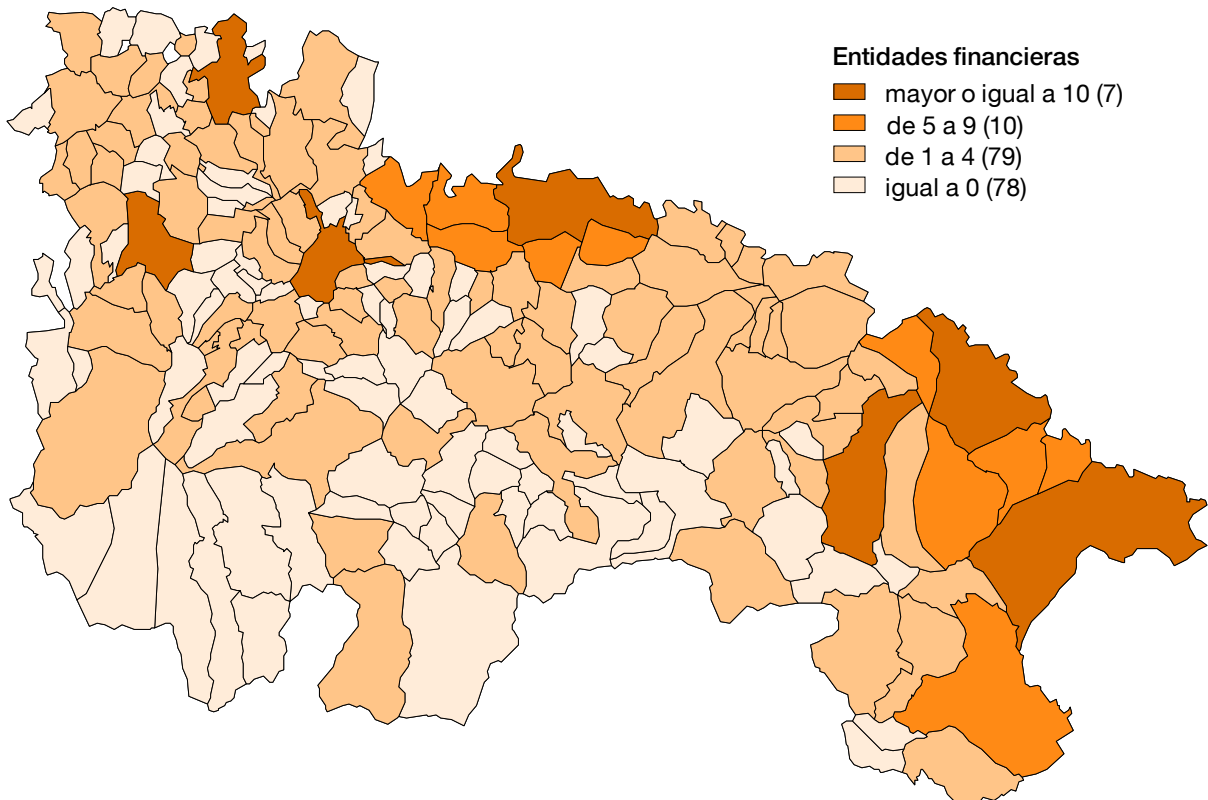 Entidades financieras
mayor o igual a 10 (7)
de 5 a 9 (10)
de 1 a 4 (79)
igual a 0 (78)